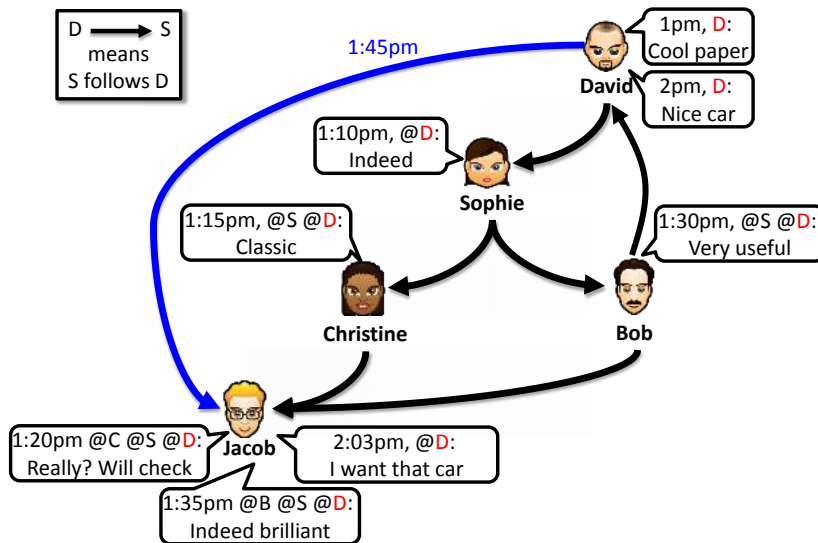 D S
means
S follows D
1:45pm
1pm, D:
Cool paper
David
2pm, D:
Nice car
1:10pm, @D:
Indeed
Sophie
1:15pm, @S @D:
Classic
1:30pm, @S @D:
Very useful
Christine
Bob
1:20pm @C @S @D:
Really? Will check
Jacob
2:03pm, @D:
I want that car
1:35pm @B @S @D:
Indeed brilliant